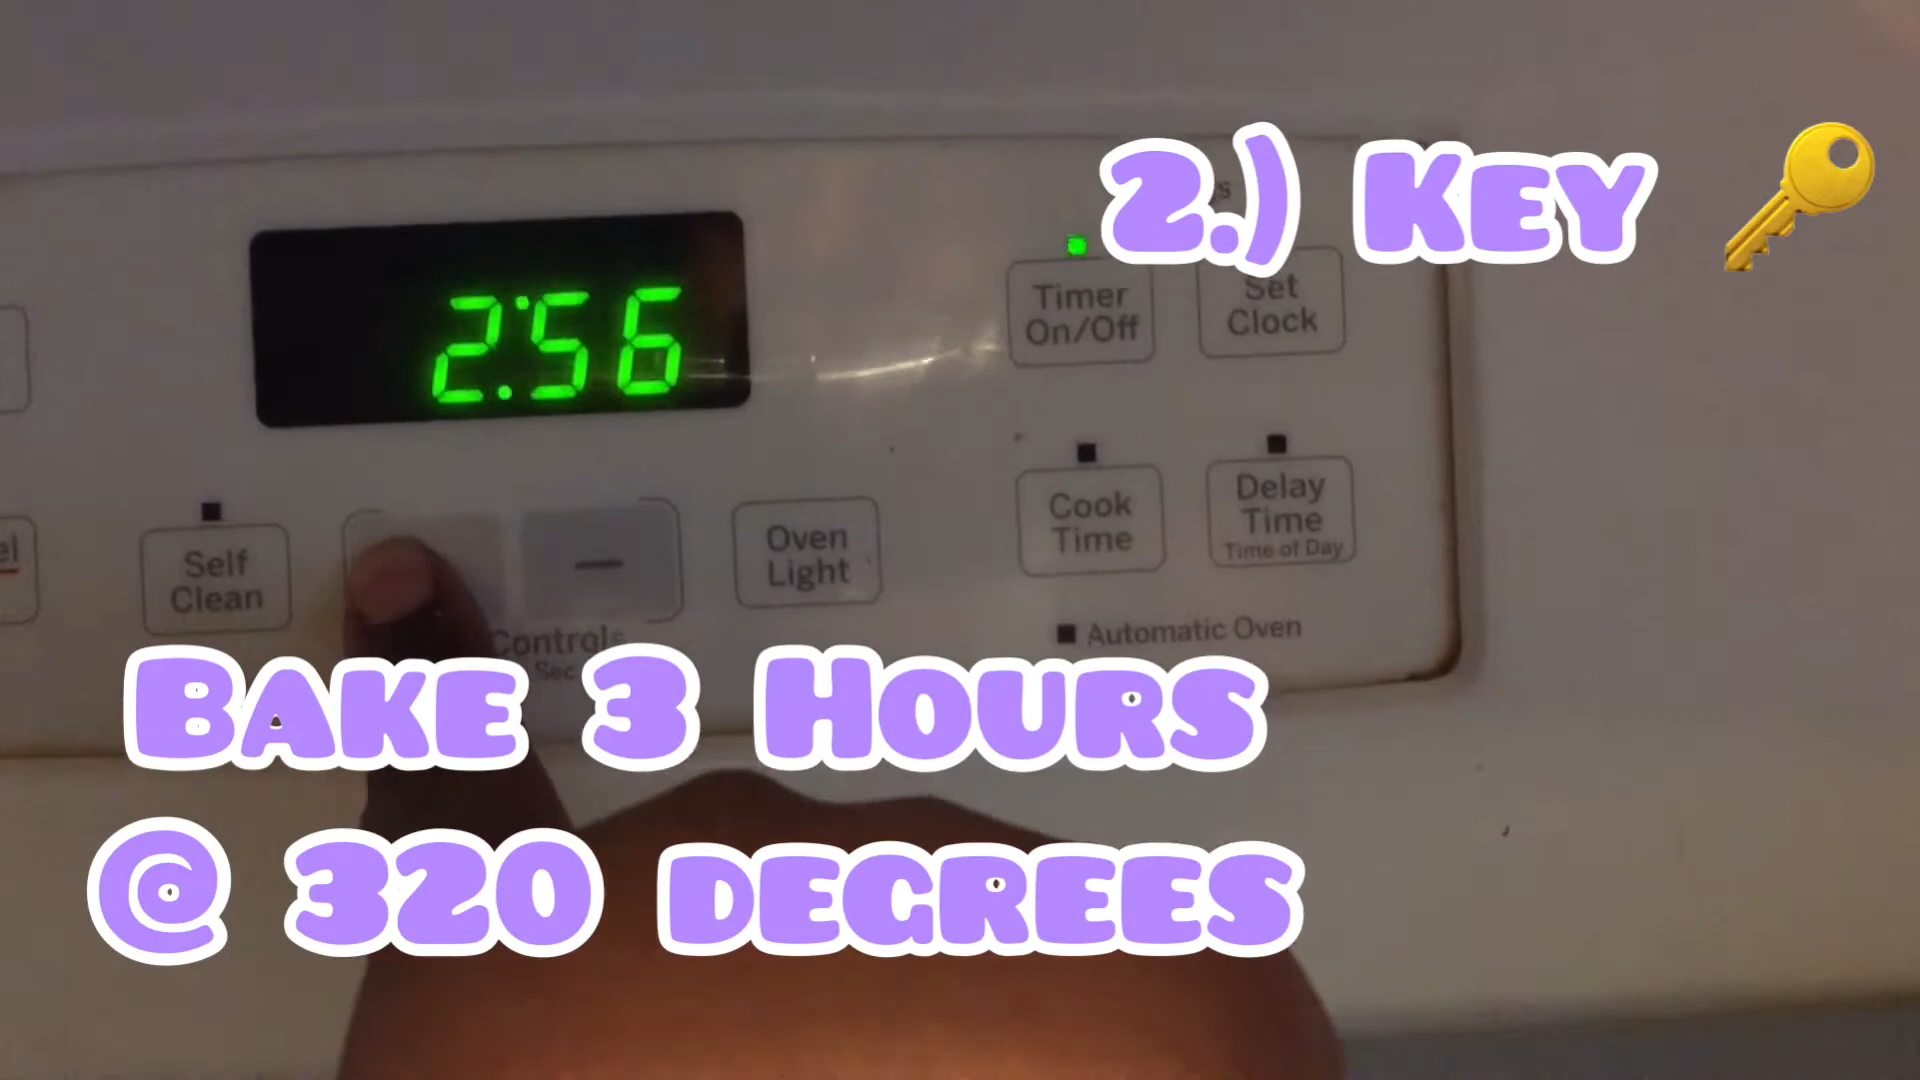 2.) Key
2:56
Timer
On/Off
Set
Clock
Self
Clean
Oven
Light
Cook
Time
Delay
Time
Time of Day
Controls
Sec
Automatic Oven
Bake 3 Hours
@ 320 degrees